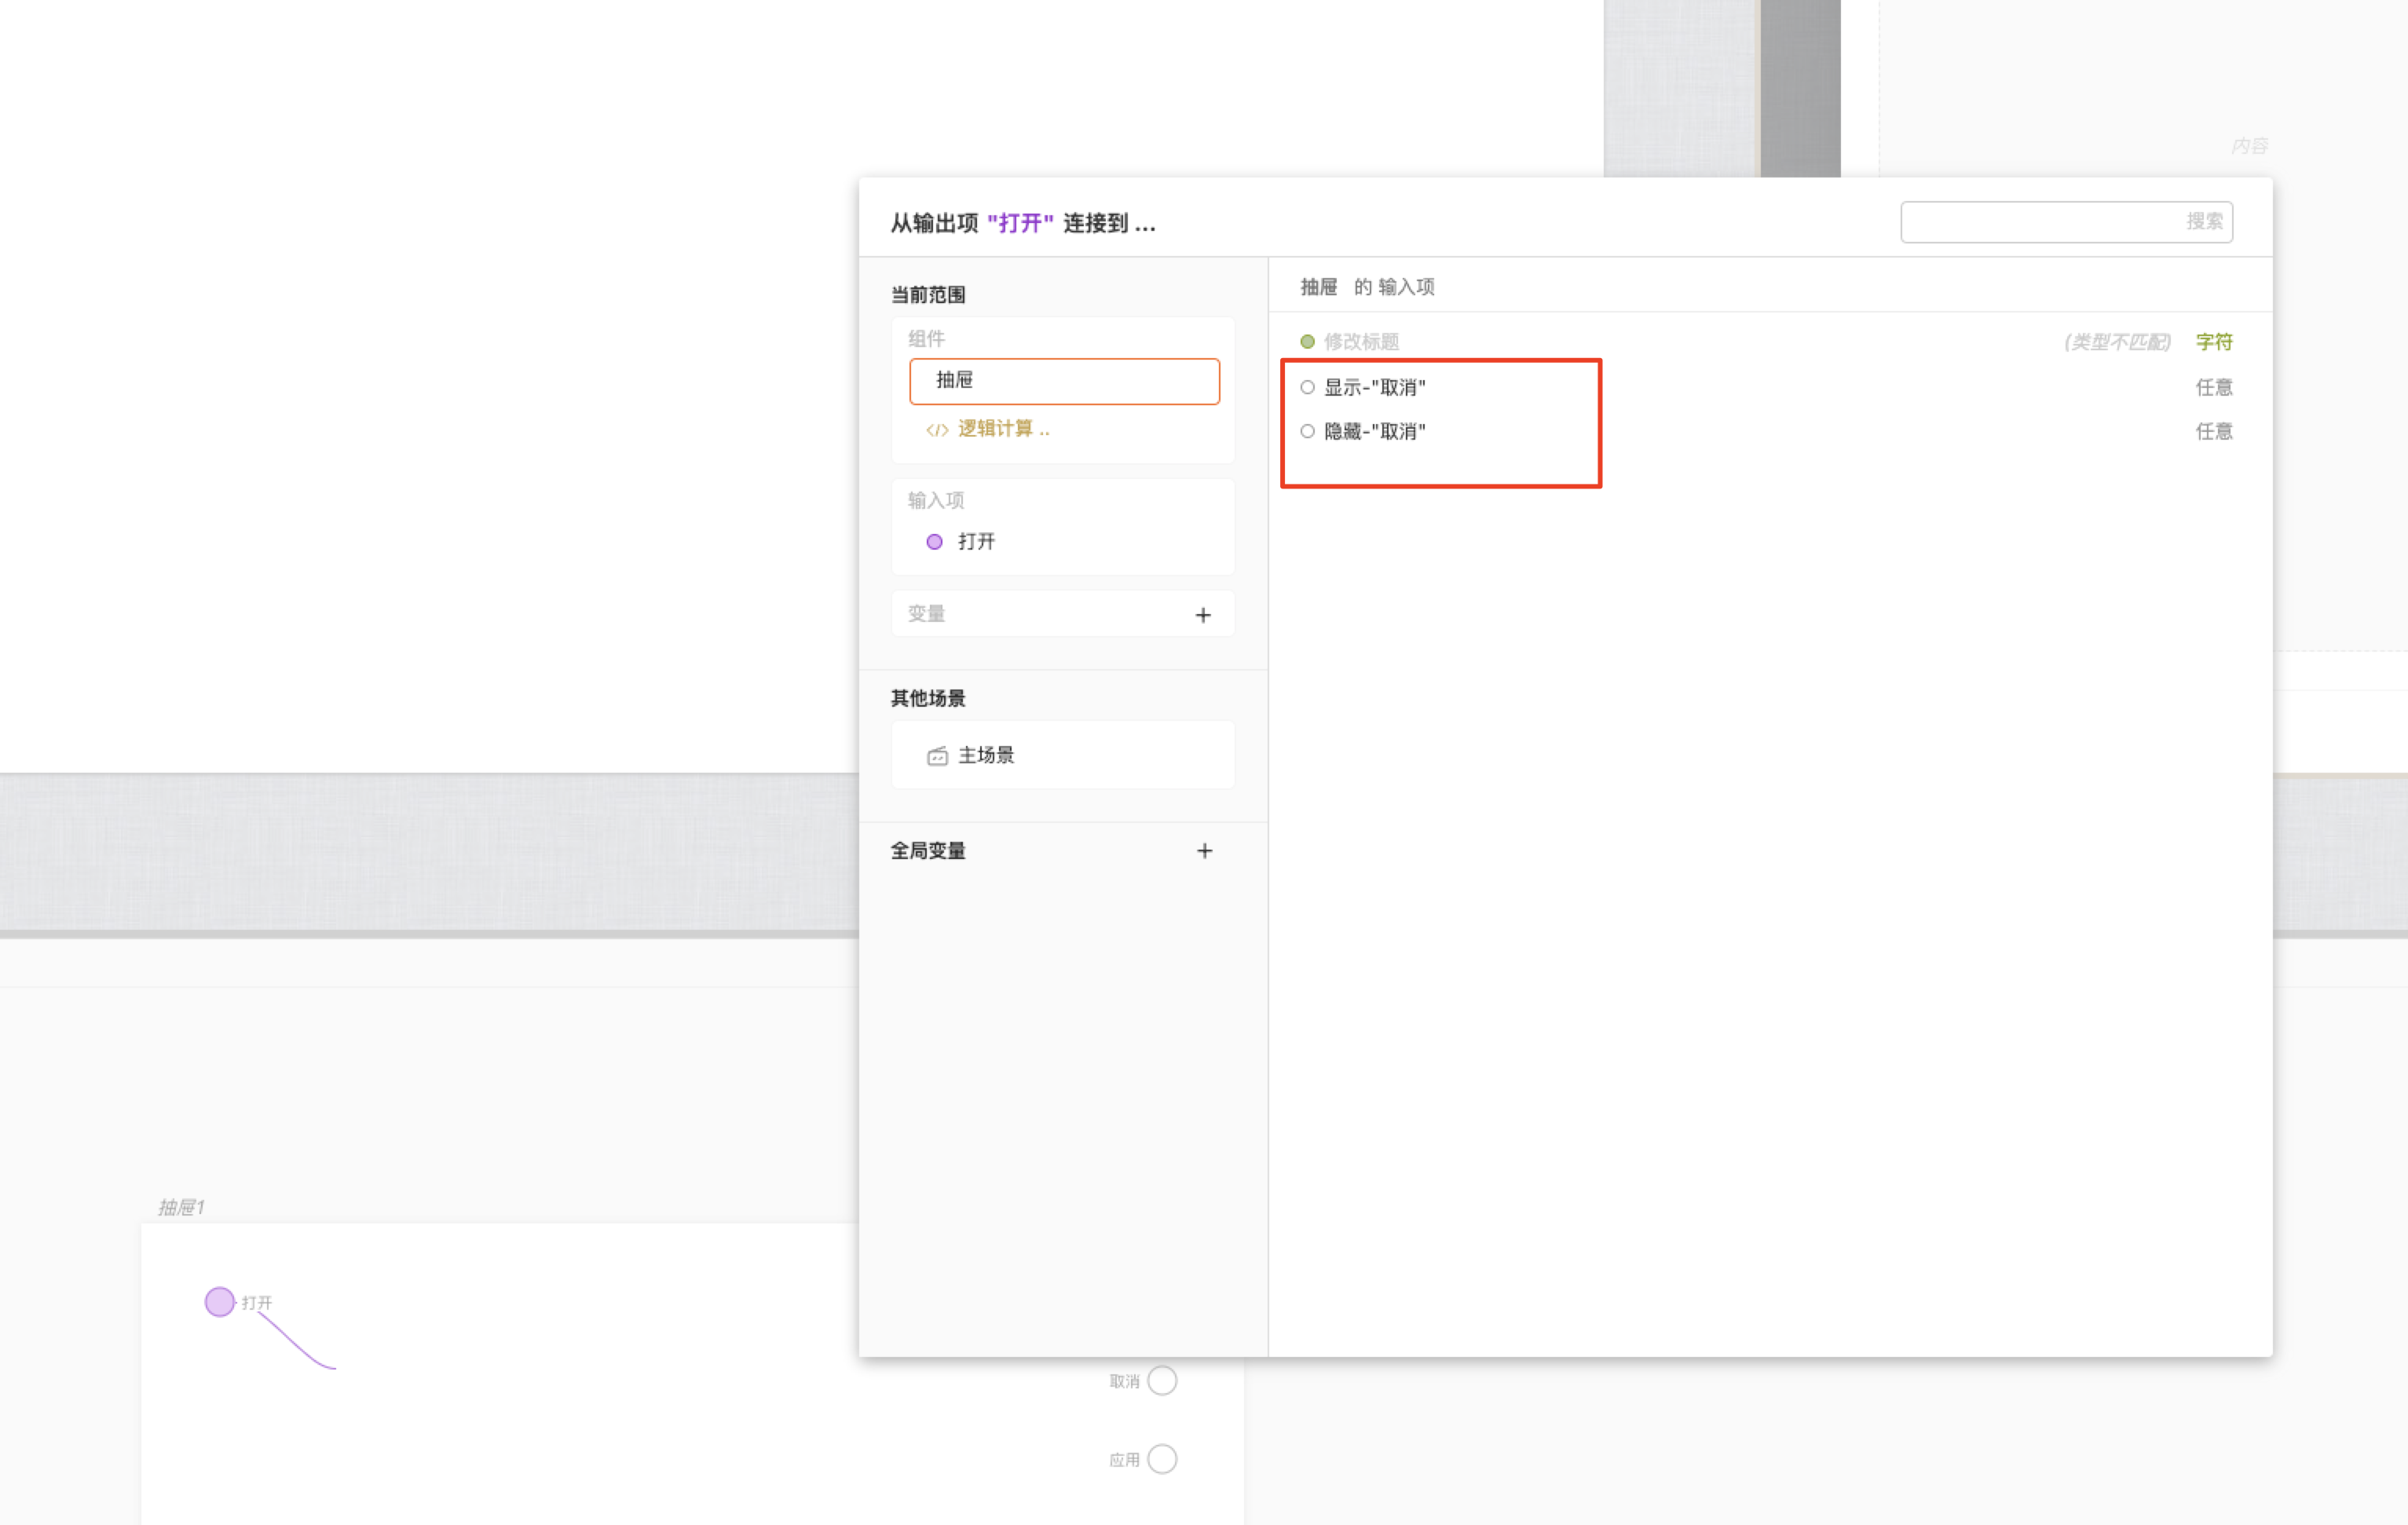 内容
从输出项 "打开" 连接到 ...
搜索
当前范围
组件
抽屉
</> 逻辑计算 ..
输入项
打开
变量 +
其他场景
主场景
全局变量 +
抽屉 的 输入项
修改标题 (类型不匹配) 字符
显示-"取消" 任意
隐藏-"取消" 任意
抽屉1
打开
取消
应用